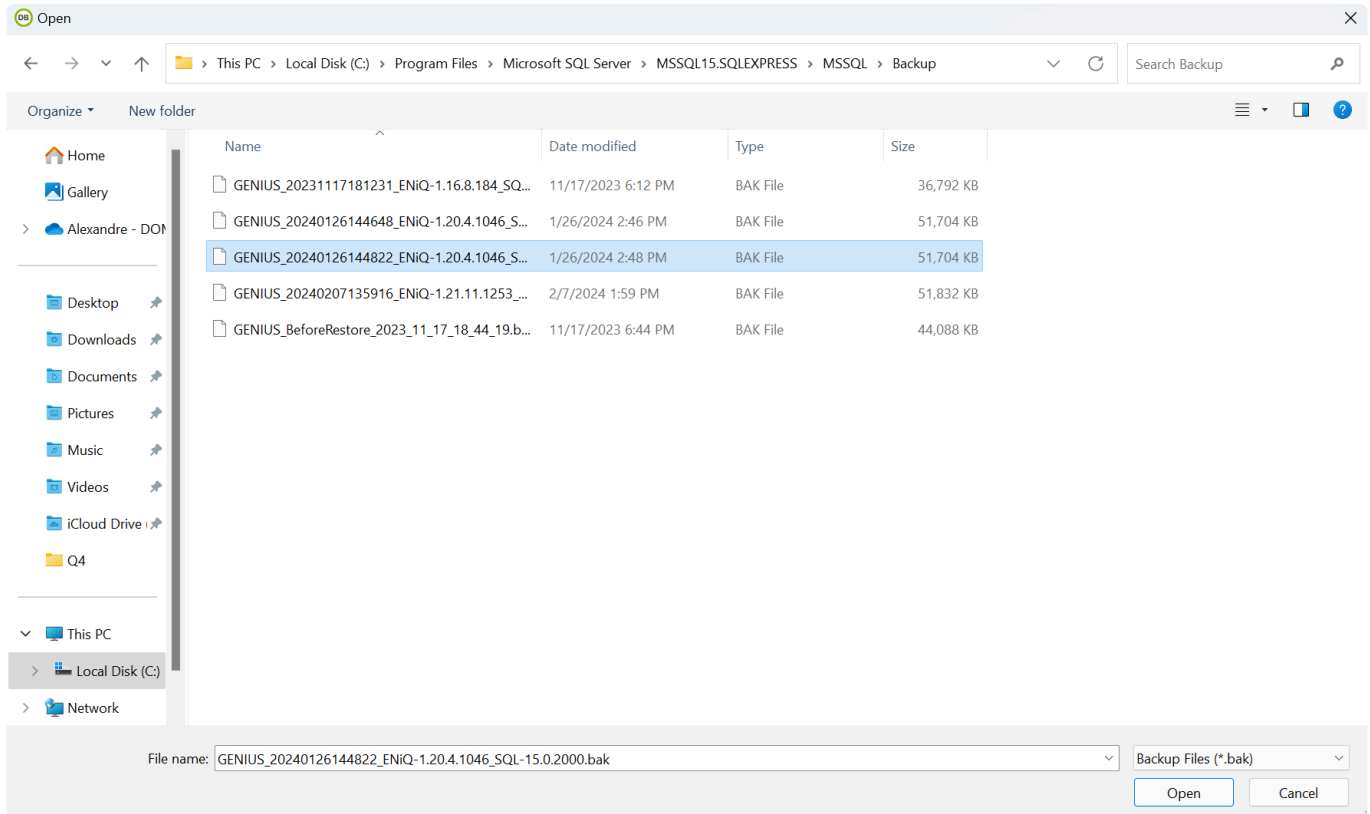 DB Open
This PC > Local Disk (C:) > Program Files > Microsoft SQL Server > MSSQL15.SQLEXPRESS > MSSQL > Backup
Search Backup
Organize
New folder
?
Home
Gallery
Alexandre - DOM
Desktop
Downloads
Documents
Pictures
Music
Videos
iCloud Drive (
Q4
This PC
Local Disk (C:)
Network
Name Date modified Type Size
GENIUS_20231117181231_ENiQ-1.16.8.184_SQ... 11/17/2023 6:12 PM BAK File 36,792 KB
GENIUS_20240126144648_ENiQ-1.20.4.1046_S... 1/26/2024 2:46 PM BAK File 51,704 KB
GENIUS_20240126144822_ENiQ-1.20.4.1046_S... 1/26/2024 2:48 PM BAK File 51,704 KB
GENIUS_20240207135916_ENiQ-1.21.11.1253_... 2/7/2024 1:59 PM BAK File 51,832 KB
GENIUS_BeforeRestore_2023_11_17_18_44_19.b... 11/17/2023 6:44 PM BAK File 44,088 KB
File name: GENIUS_20240126144822_ENiQ-1.20.4.1046_SQL-15.0.2000.bak
Backup Files (*.bak)
Open
Cancel